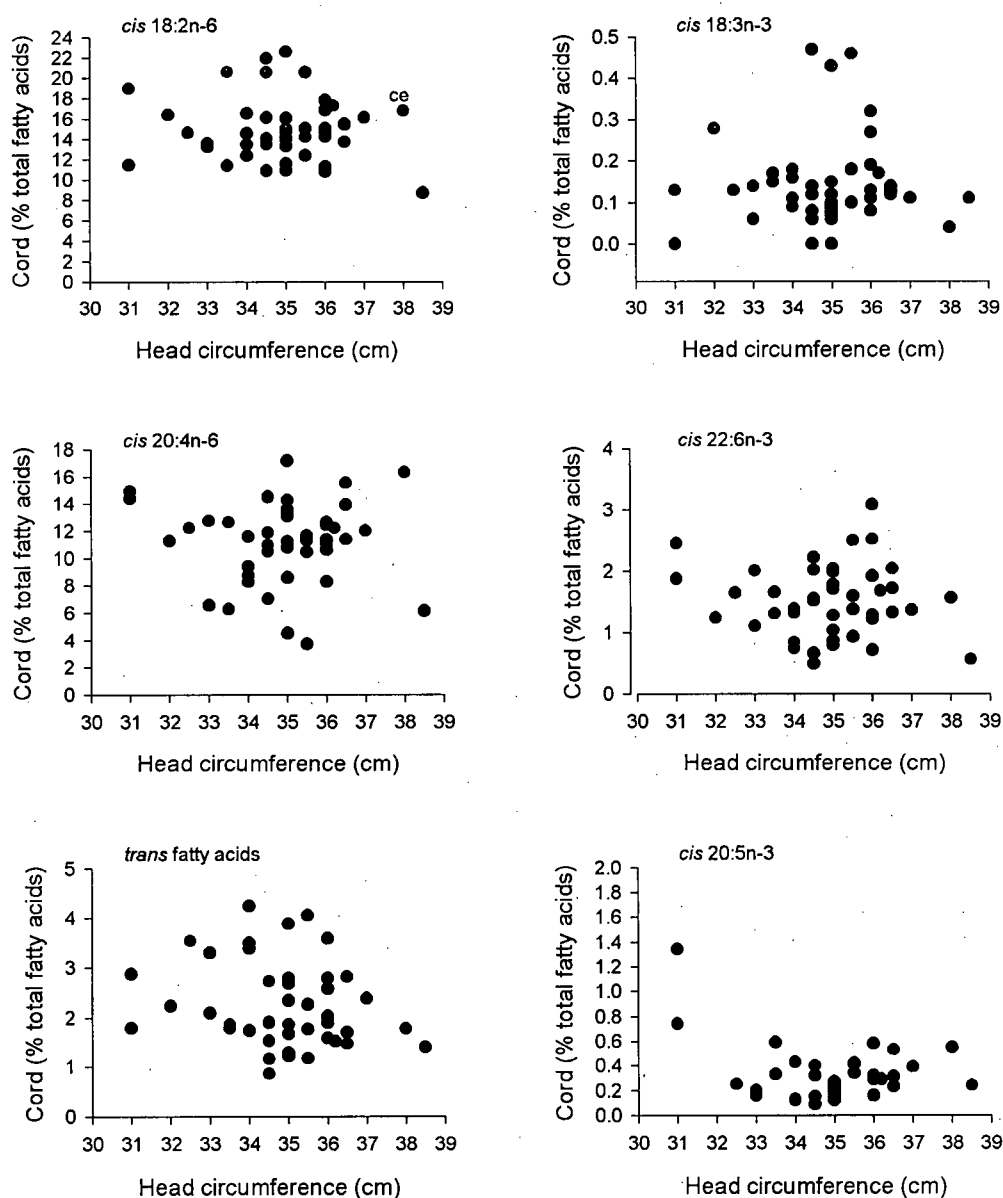 cis 18:2n-6
Cord (% total fatty acids)
24
22
20
18
16
14
12
10
8
6
4
2
0
ce
30 31 32 33 34 35 36 37 38 39
Head circumference (cm)
cis 18:3n-3
Cord (% total fatty acids)
0.5
0.4
0.3
0.2
0.1
0.0
30 31 32 33 34 35 36 37 38 39
Head circumference (cm)
cis 20:4n-6
Cord (% total fatty acids)
18
16
14
12
10
8
6
4
2
0
30 31 32 33 34 35 36 37 38 39
Head circumference (cm)
cis 22:6n-3
Cord (% total fatty acids)
4
3
2
1
0
30 31 32 33 34 35 36 37 38 39
Head circumference (cm)
trans fatty acids
Cord (% total fatty acids)
5
4
3
2
1
0
30 31 32 33 34 35 36 37 38 39
Head circumference (cm)
cis 20:5n-3
Cord (% total fatty acids)
2.0
1.8
1.6
1.4
1.2
1.0
0.8
0.6
0.4
0.2
0.0
30 31 32 33 34 35 36 37 38 39
Head circumference (cm)